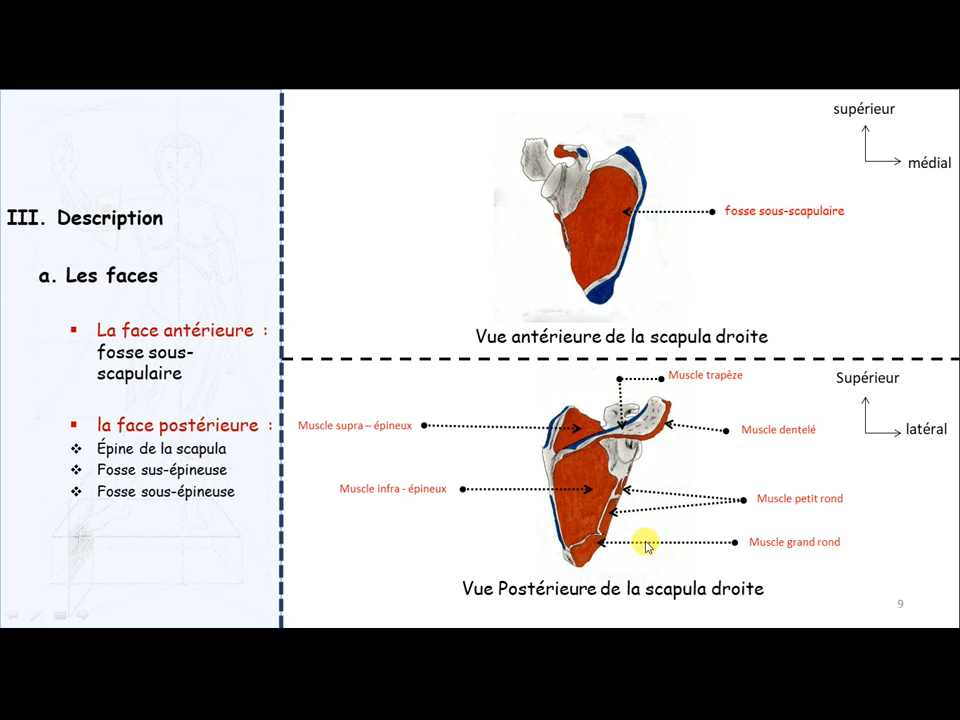 III. Description
a. Les faces
La face antérieure :
fosse sous-
scapulaire
la face postérieure :
Épine de la scapula
Fosse sus-épineuse
Fosse sous-épineuse
supérieur
médial
fosse sous-scapulaire
Vue antérieure de la scapula droite
Muscle trapèze
Supérieur
latéral
Muscle supra – épineux
Muscle dentelé
Muscle infra - épineux
Muscle petit rond
Muscle grand rond
Vue Postérieure de la scapula droite
9